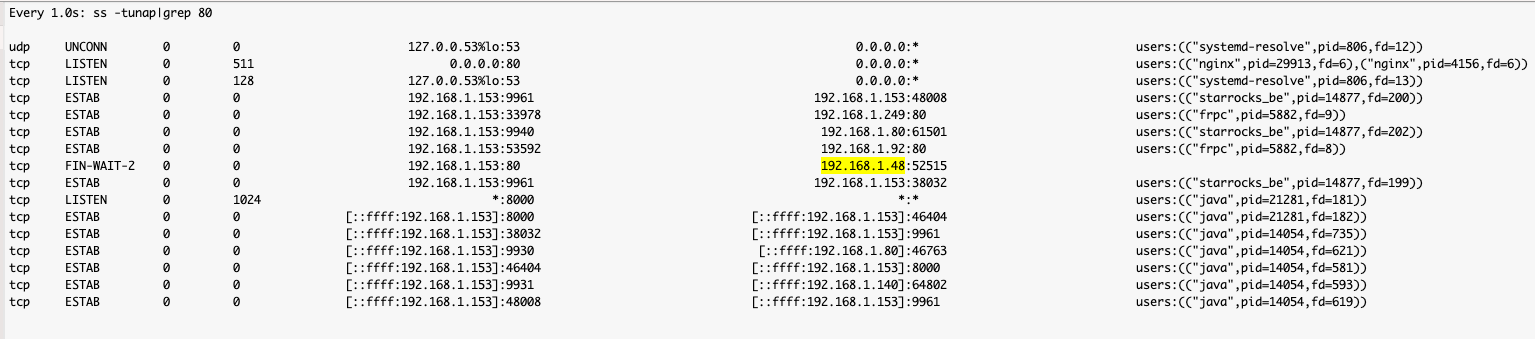 Every 1.0s: ss -tunap|grep 80
udp UNCONN 0 0 127.0.0.53%lo:53 0.0.0.0:* users:(("systemd-resolve",pid=806,fd=12))
tcp LISTEN 0 511 0.0.0.0:80 0.0.0.0:* users:(("nginx",pid=29913,fd=6),("nginx",pid=4156,fd=6))
tcp LISTEN 0 128 127.0.0.53%lo:53 0.0.0.0:* users:(("systemd-resolve",pid=806,fd=13))
tcp ESTAB 0 0 192.168.1.153:9961 192.168.1.153:48008 users:(("starrocks_be",pid=14877,fd=200))
tcp ESTAB 0 0 192.168.1.153:33978 192.168.1.249:80 users:(("frpc",pid=5882,fd=9))
tcp ESTAB 0 0 192.168.1.153:9940 192.168.1.80:61501 users:(("starrocks_be",pid=14877,fd=202))
tcp ESTAB 0 0 192.168.1.153:53592 192.168.1.92:80 users:(("frpc",pid=5882,fd=8))
tcp FIN-WAIT-2 0 0 192.168.1.153:80 192.168.1.48:52515
tcp ESTAB 0 0 192.168.1.153:9961 192.168.1.153:38032 users:(("starrocks_be",pid=14877,fd=199))
tcp LISTEN 0 1024 *:8000 *:* users:(("java",pid=21281,fd=181))
tcp ESTAB 0 0 [::ffff:192.168.1.153]:8000 [::ffff:192.168.1.153]:46404 users:(("java",pid=21281,fd=182))
tcp ESTAB 0 0 [::ffff:192.168.1.153]:38032 [::ffff:192.168.1.153]:9961 users:(("java",pid=14054,fd=735))
tcp ESTAB 0 0 [::ffff:192.168.1.153]:9930 [::ffff:192.168.1.80]:46763 users:(("java",pid=14054,fd=621))
tcp ESTAB 0 0 [::ffff:192.168.1.153]:46404 [::ffff:192.168.1.153]:8000 users:(("java",pid=14054,fd=581))
tcp ESTAB 0 0 [::ffff:192.168.1.153]:9931 [::ffff:192.168.1.140]:64802 users:(("java",pid=14054,fd=593))
tcp ESTAB 0 0 [::ffff:192.168.1.153]:48008 [::ffff:192.168.1.153]:9961 users:(("java",pid=14054,fd=619))